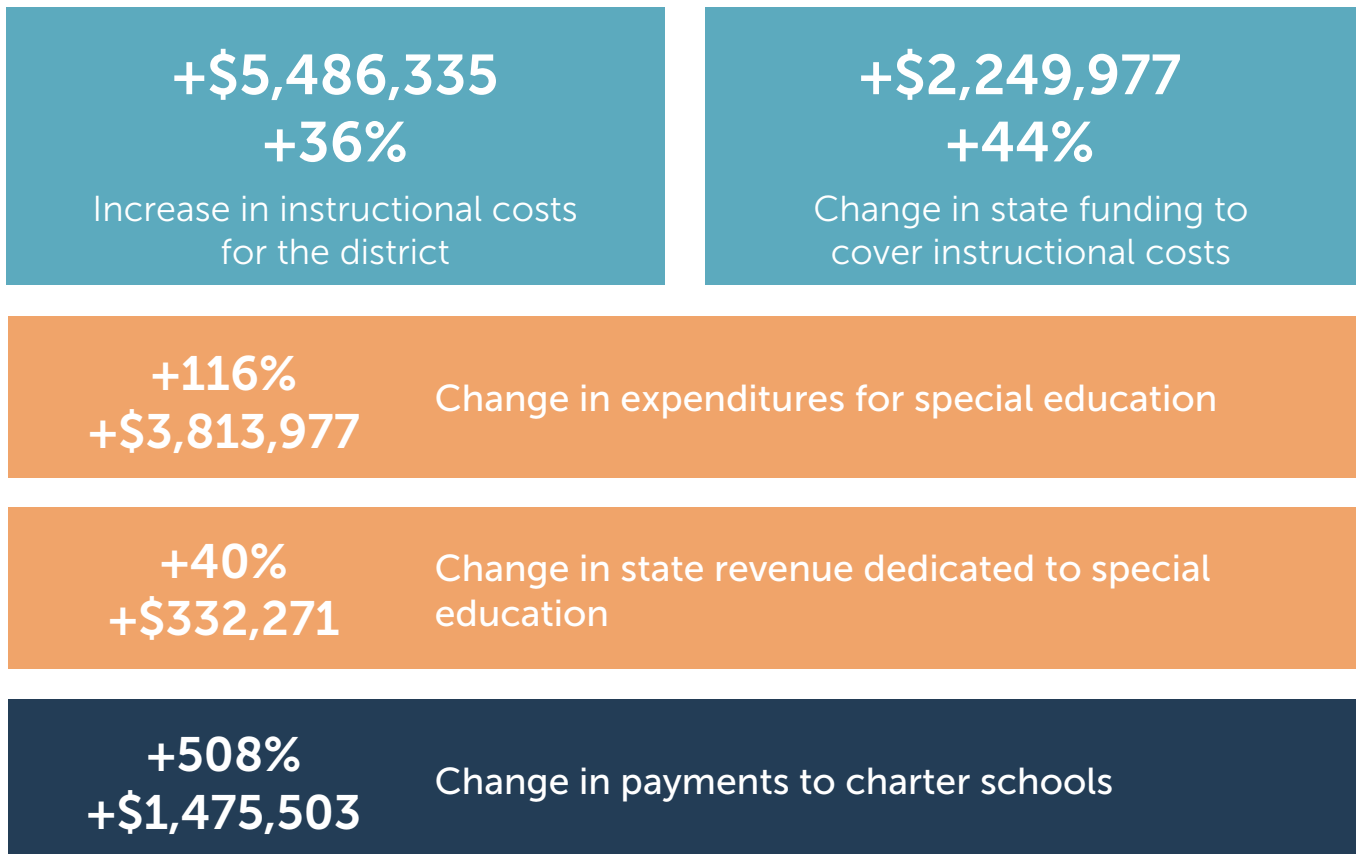 +$5,486,335
+36%
Increase in instructional costs
for the district
+$2,249,977
+44%
Change in state funding to
cover instructional costs
+116%
+$3,813,977
Change in expenditures for special education
+40%
+$332,271
Change in state revenue dedicated to special
education
+508%
+$1,475,503
Change in payments to charter schools